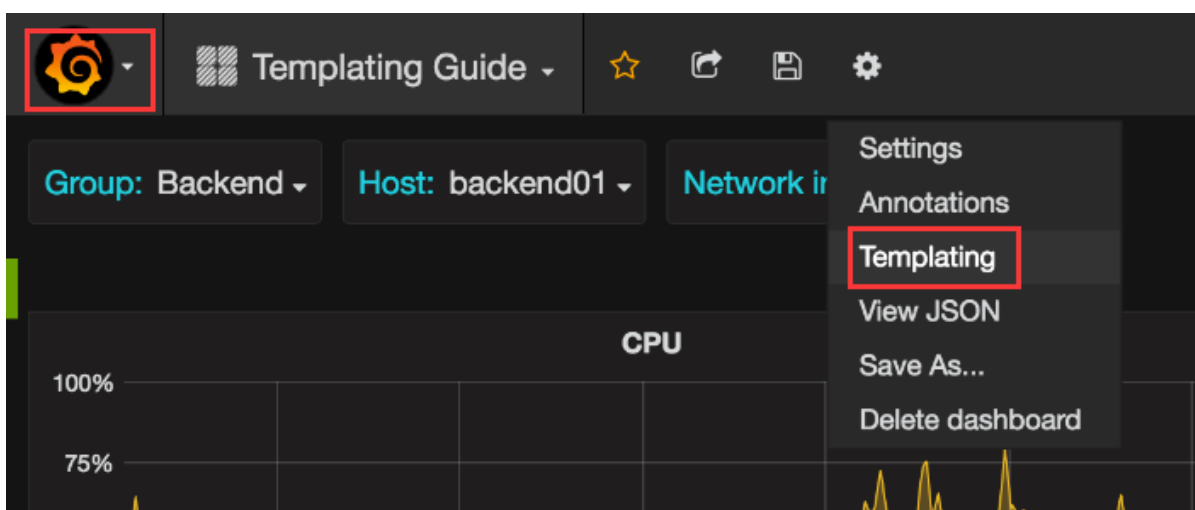 Templating Guide
Group: Backend
Host: backend01
Network in
Settings
Annotations
Templating
View JSON
Save As...
Delete dashboard
CPU
100%
75%